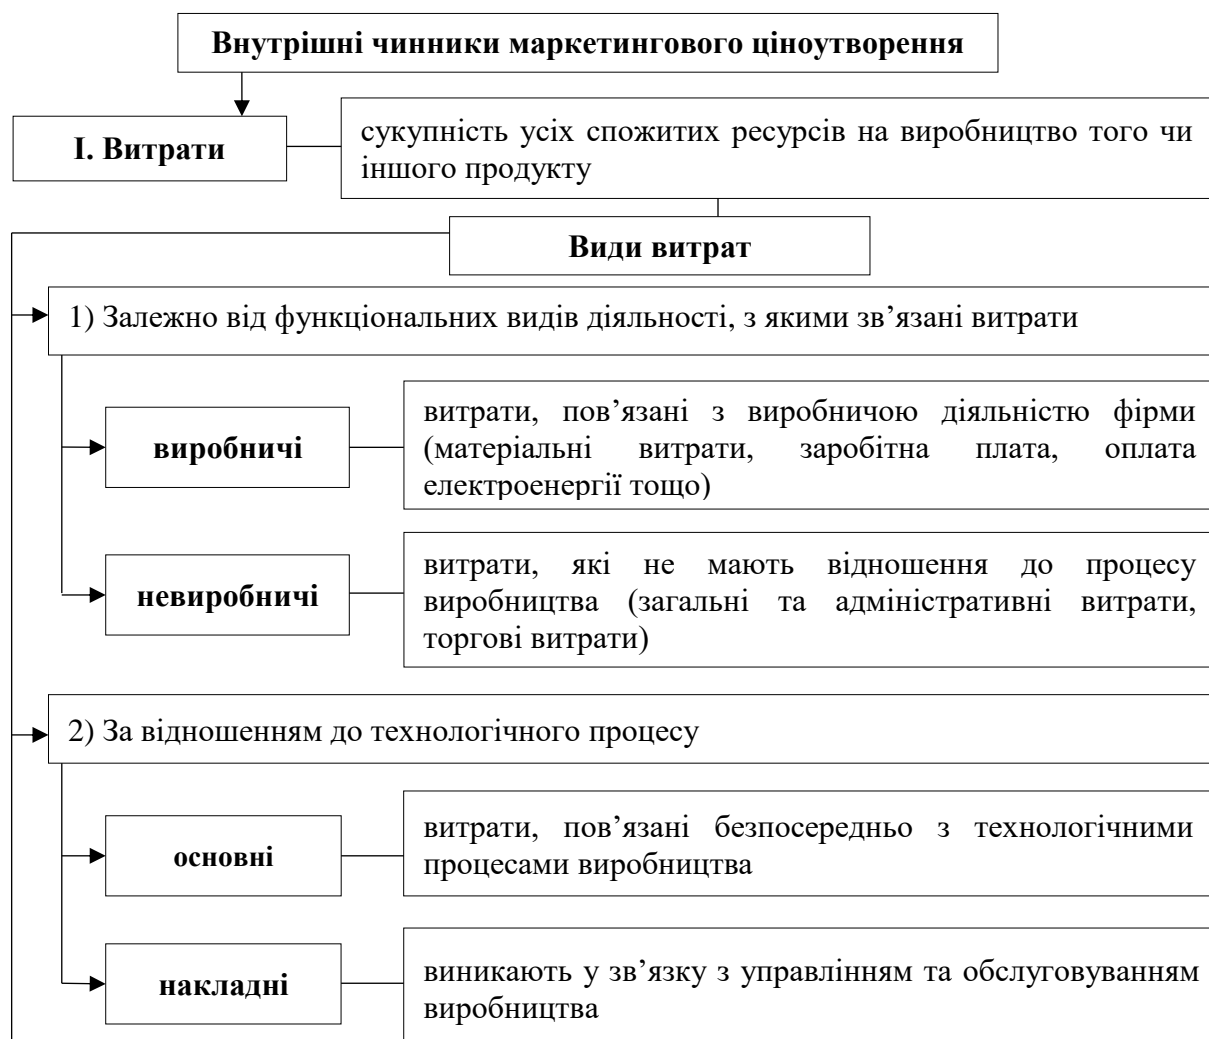 Внутрішні чинники маркетингового ціноутворення
І. Витрати
сукупність усіх спожитих ресурсів на виробництво того чи
іншого продукту
Види витрат
1) Залежно від функціональних видів діяльності, з якими зв’язані витрати
виробничі
витрати, пов’язані з виробничою діяльністю фірми
(матеріальні витрати, заробітна плата, оплата
електроенергії тощо)
невиробничі
витрати, які не мають відношення до процесу
виробництва (загальні та адміністративні витрати,
торгові витрати)
2) За відношенням до технологічного процесу
основні
витрати, пов’язані безпосередньо з технологічними
процесами виробництва
накладні
виникають у зв’язку з управлінням та обслуговуванням
виробництва